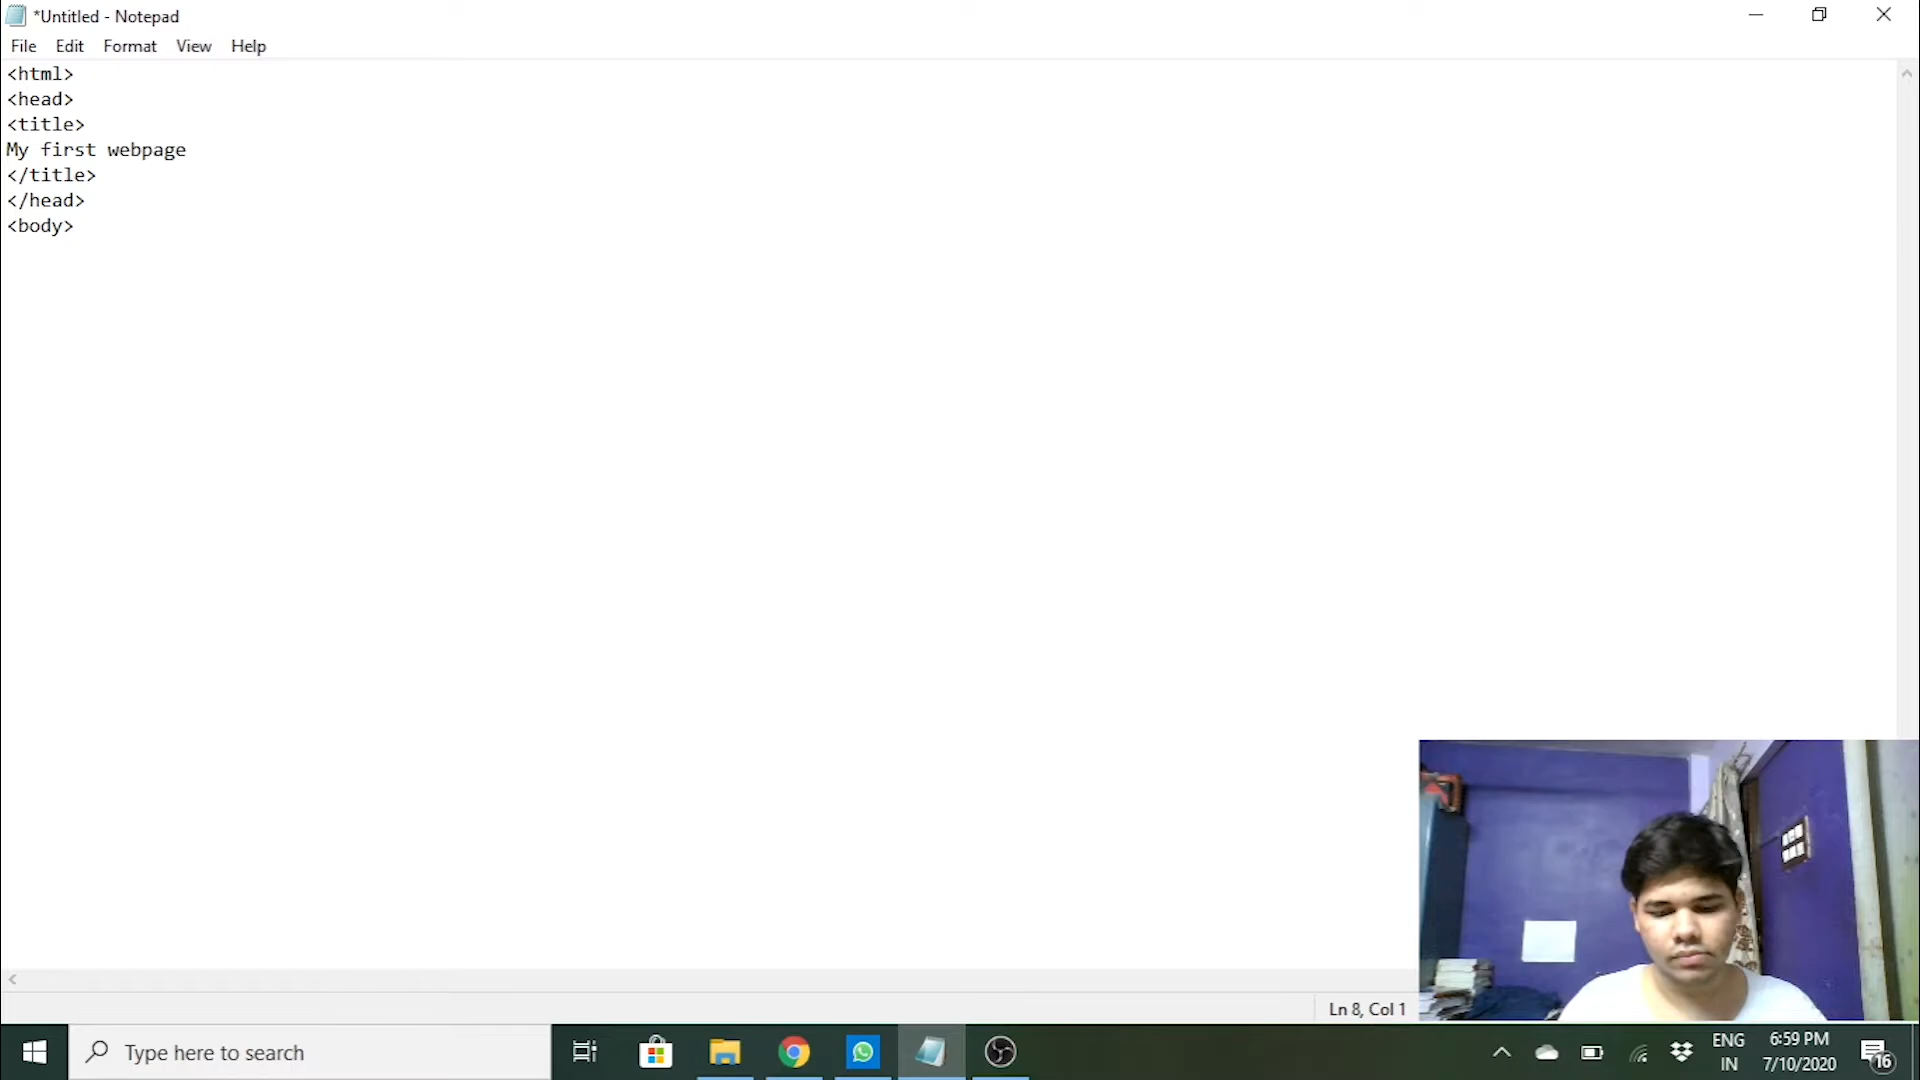 *Untitled - Notepad
File Edit Format View Help
<html>
<head>
<title>
My first webpage
</title>
</head>
<body>
Ln 8, Col 1
Type here to search
ENG
IN
6:59 PM
7/10/2020
16